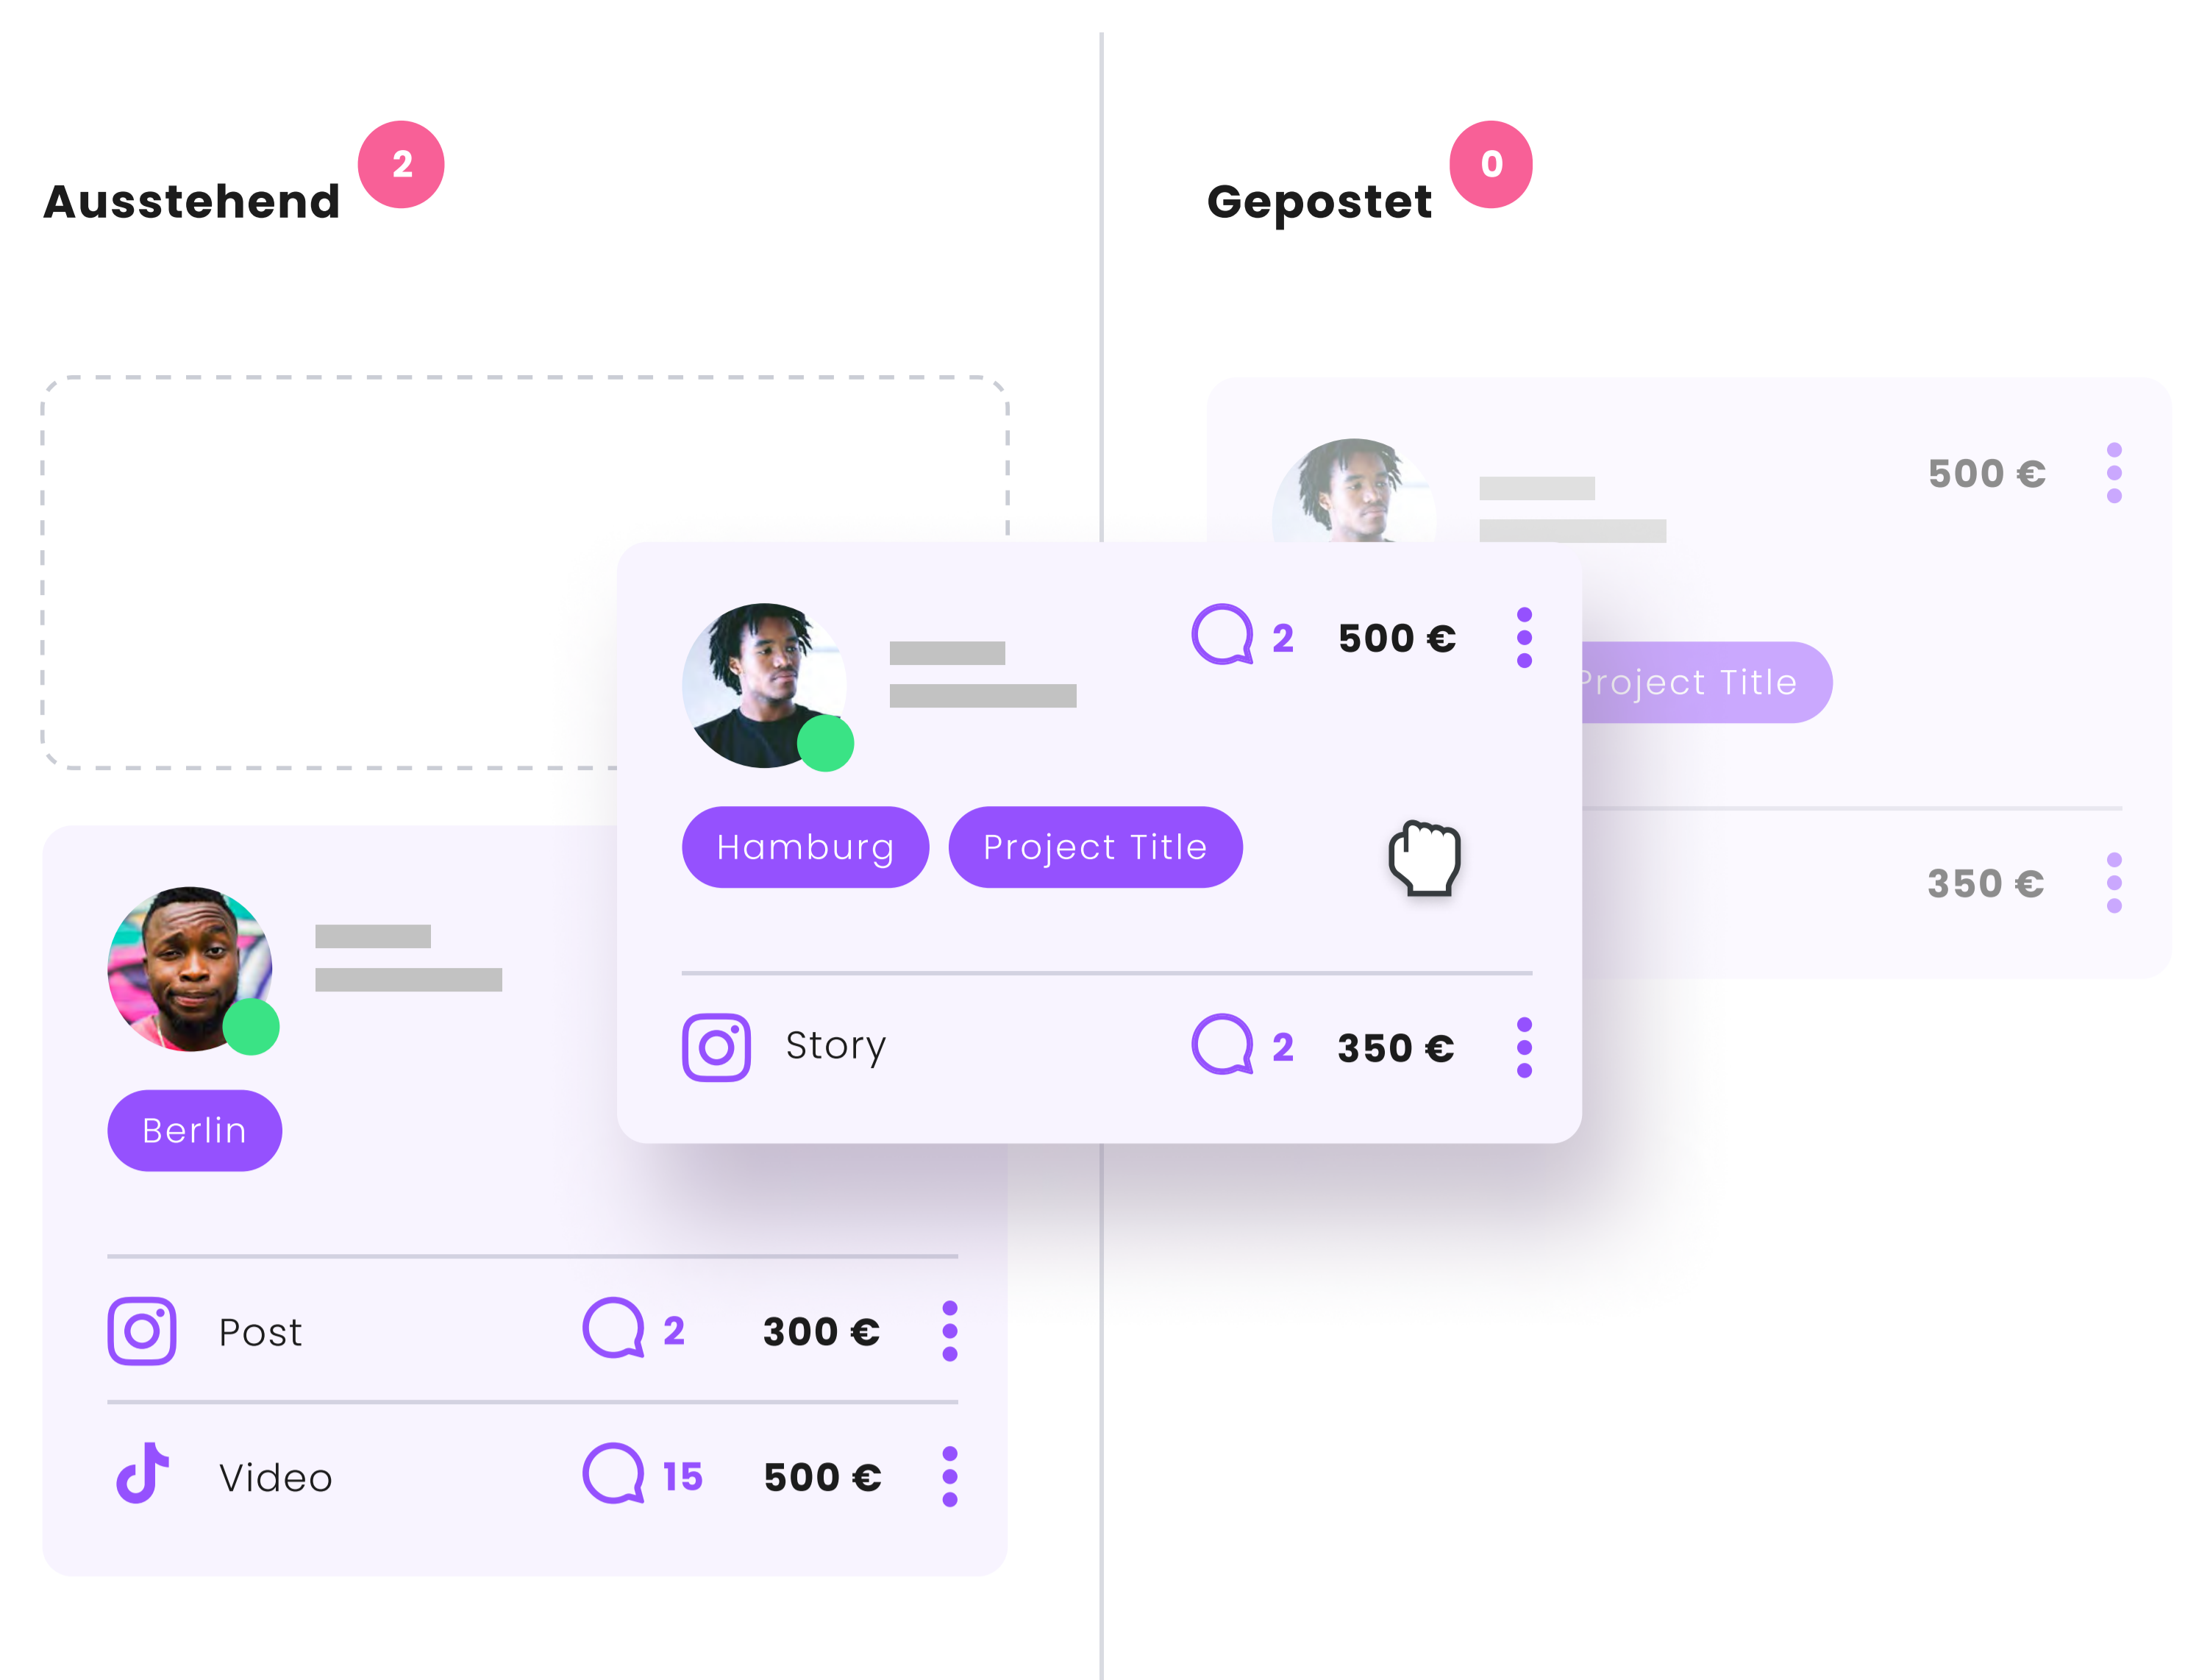 Ausstehend 2
Gepostet 0
500 €
Project Title
350 €
2 500 €
Hamburg Project Title
Story 2 350 €
Berlin
Post 2 300 €
Video 15 500 €